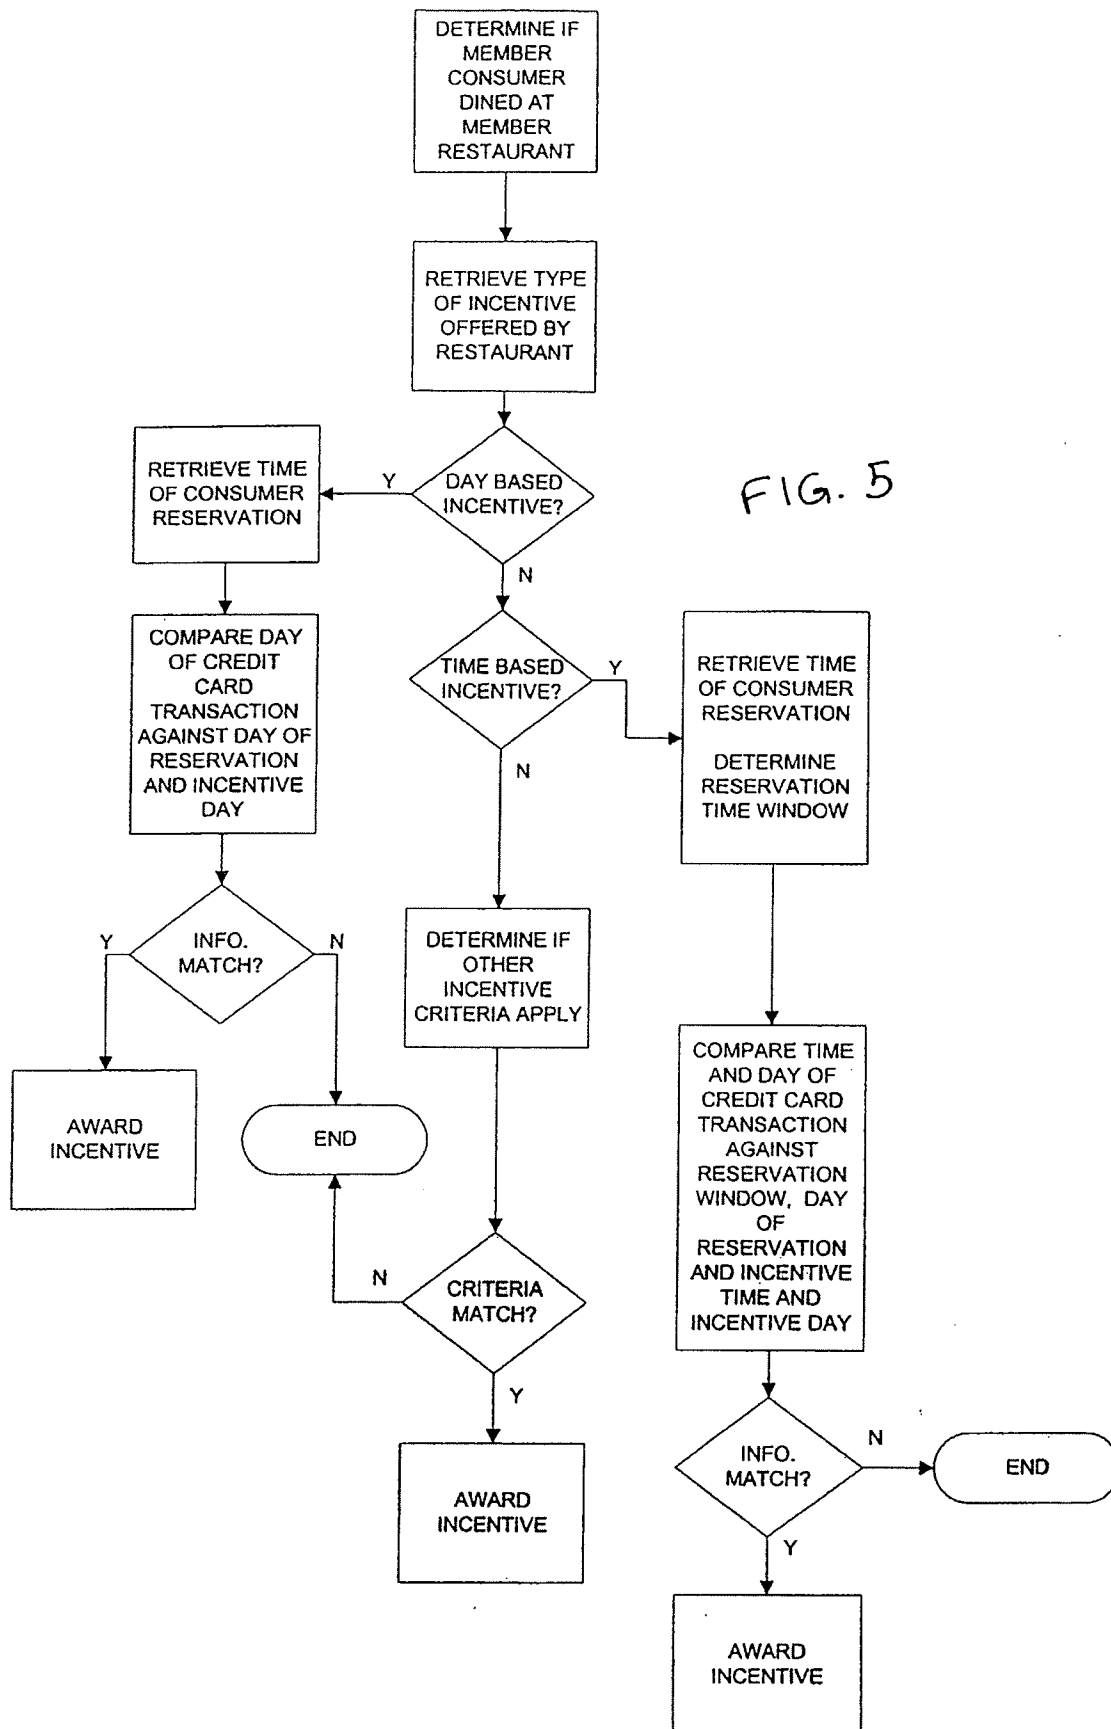 DETERMINE IF
MEMBER
CONSUMER
DINED AT
MEMBER
RESTAURANT
RETRIEVE TYPE
OF INCENTIVE
OFFERED BY
RESTAURANT
DAY BASED
INCENTIVE?
Y
N
RETRIEVE TIME
OF CONSUMER
RESERVATION
FIG. 5
COMPARE DAY
OF CREDIT
CARD
TRANSACTION
AGAINST DAY OF
RESERVATION
AND INCENTIVE
DAY
TIME BASED
INCENTIVE?
Y
N
RETRIEVE TIME
OF CONSUMER
RESERVATION
DETERMINE
RESERVATION
TIME WINDOW
INFO.
MATCH?
Y
N
DETERMINE IF
OTHER
INCENTIVE
CRITERIA APPLY
AWARD
INCENTIVE
END
COMPARE TIME
AND DAY OF
CREDIT CARD
TRANSACTION
AGAINST
RESERVATION
WINDOW, DAY
OF
RESERVATION
AND INCENTIVE
TIME AND
INCENTIVE DAY
CRITERIA
MATCH?
N
Y
AWARD
INCENTIVE
INFO.
MATCH?
N
Y
END
AWARD
INCENTIVE